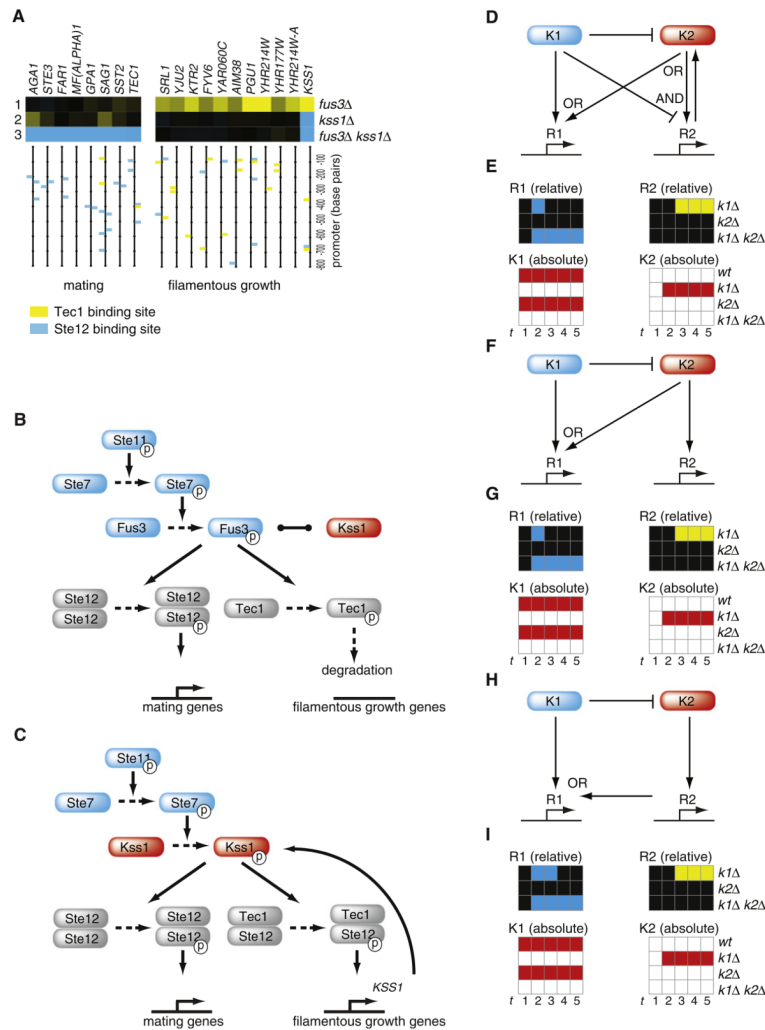 A
AGA1
STE3
FAR1
MF(ALPHA)1
GPA1
SAG1
SST2
TEC1
SRL1
YJU2
KTR2
FYV6
YAR060C
AIM38
PGU1
YHR214W
YHR177W
YHR214W-A
KSS1
1 fus3Δ
2 kss1Δ
3 fus3Δ kss1Δ
-100
-200
-300
-400
-500
-600
-700
-800
promoter (base pairs)
mating filamentous growth
Tec1 binding site
Ste12 binding site
B
Ste11 p
Ste7 Ste7 p
Fus3 Fus3 p Kss1
Ste12 Ste12
Ste12 Ste12 p
Tec1 Tec1 p
degradation
mating genes filamentous growth genes
C
Ste11 p
Ste7 Ste7 p
Kss1 Kss1 p
Ste12 Ste12 Tec1 Tec1
Ste12 Ste12 p Ste12 Ste12 p
KSS1
mating genes filamentous growth genes
D
K1 K2
OR
AND
OR
R1 R2
E
R1 (relative) R2 (relative)
k1Δ
k2Δ
k1Δ k2Δ
K1 (absolute) K2 (absolute)
wt
k1Δ
k2Δ
k1Δ k2Δ
t 1 2 3 4 5 t 1 2 3 4 5
F
K1 K2
OR
R1 R2
G
R1 (relative) R2 (relative)
k1Δ
k2Δ
k1Δ k2Δ
K1 (absolute) K2 (absolute)
wt
k1Δ
k2Δ
k1Δ k2Δ
t 1 2 3 4 5 t 1 2 3 4 5
H
K1 K2
OR
R1 R2
I
R1 (relative) R2 (relative)
k1Δ
k2Δ
k1Δ k2Δ
K1 (absolute) K2 (absolute)
wt
k1Δ
k2Δ
k1Δ k2Δ
t 1 2 3 4 5 t 1 2 3 4 5